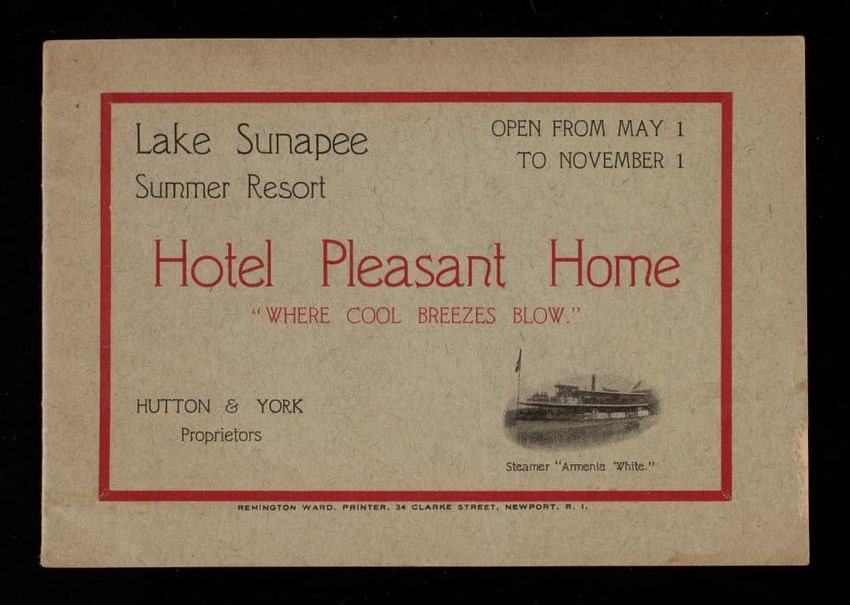 Lake Sunapee
Summer Resort
OPEN FROM MAY 1
TO NOVEMBER 1
Hotel Pleasant Home
"WHERE COOL BREEZES BLOW."
HUTTON & YORK
Proprietors
Steamer "Armenia White."
REMINGTON WARD, PRINTER, 34 CLARKE STREET, NEWPORT, R. I.